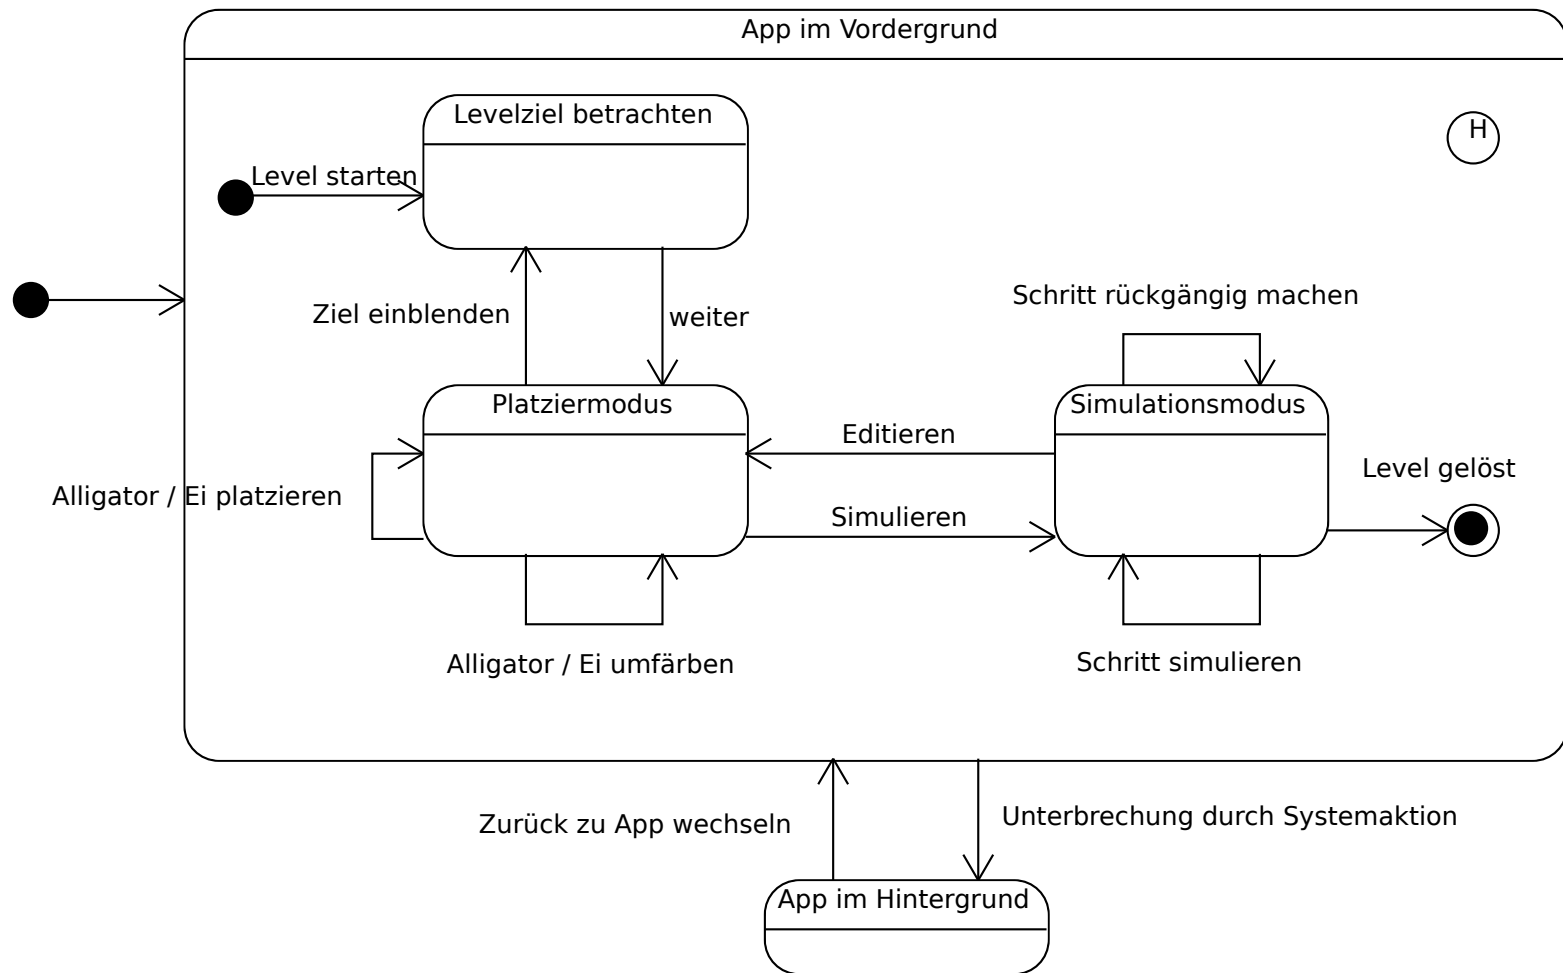 App im Vordergrund
Levelziel betrachten
H
Level starten
Schritt rückgängig machen
Ziel einblenden
weiter
Platziermodus
Simulationsmodus
Editieren
Level gelöst
Alligator / Ei platzieren
Simulieren
Alligator / Ei umfärben
Schritt simulieren
Zurück zu App wechseln
Unterbrechung durch Systemaktion
App im Hintergrund